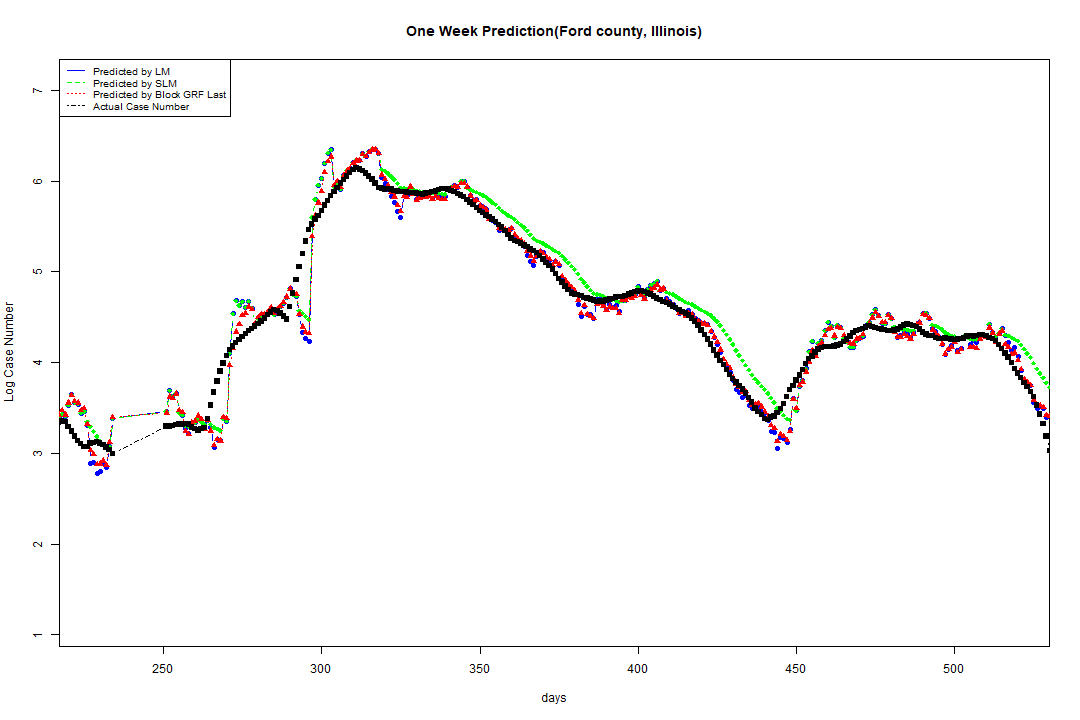 One Week Prediction(Ford county, Illinois)
Predicted by LM
Predicted by SLM
Predicted by Block GRF Last
Actual Case Number
Log Case Number
7
6
5
4
3
2
1
250 300 350 400 450 500
days